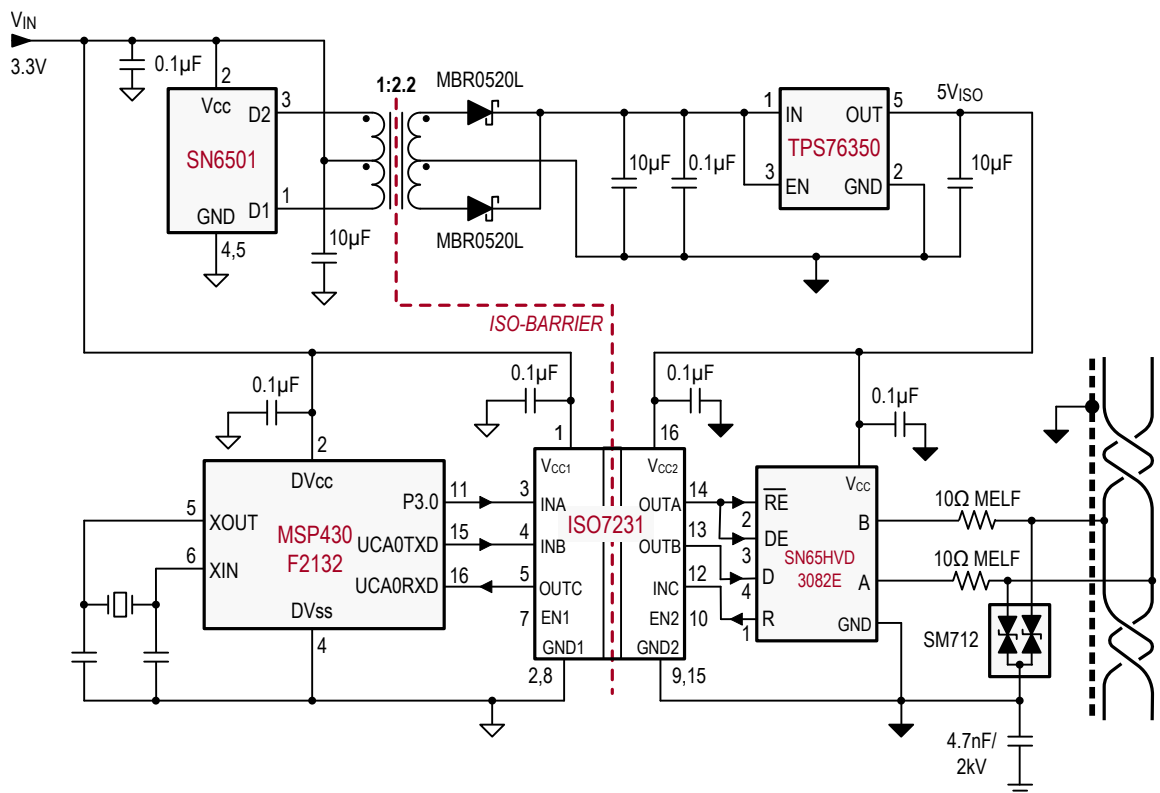 VIN
3.3V
0.1µF
2
Vcc
D2
3
SN6501
D1
1
GND
4,5
10µF
1:2.2
MBR0520L
MBR0520L
10µF
0.1µF
1
IN
OUT
5
TPS76350
3
EN
GND
2
5VISO
10µF
ISO-BARRIER
0.1µF
2
DVcc
5
XOUT
6
XIN
MSP430
F2132
P3.0
11
UCA0TXD
15
UCA0RXD
16
DVss
4
0.1µF
1
VCC1
3
INA
4
INB
5
OUTC
7
EN1
GND1
2,8
ISO7231
0.1µF
16
VCC2
OUTA
14
OUTB
13
INC
12
EN2
10
GND2
9,15
0.1µF
VCC
RE
2
DE
3
D
4
R
1
SN65HVD
3082E
B
A
GND
10Ω MELF
10Ω MELF
SM712
4.7nF/
2kV